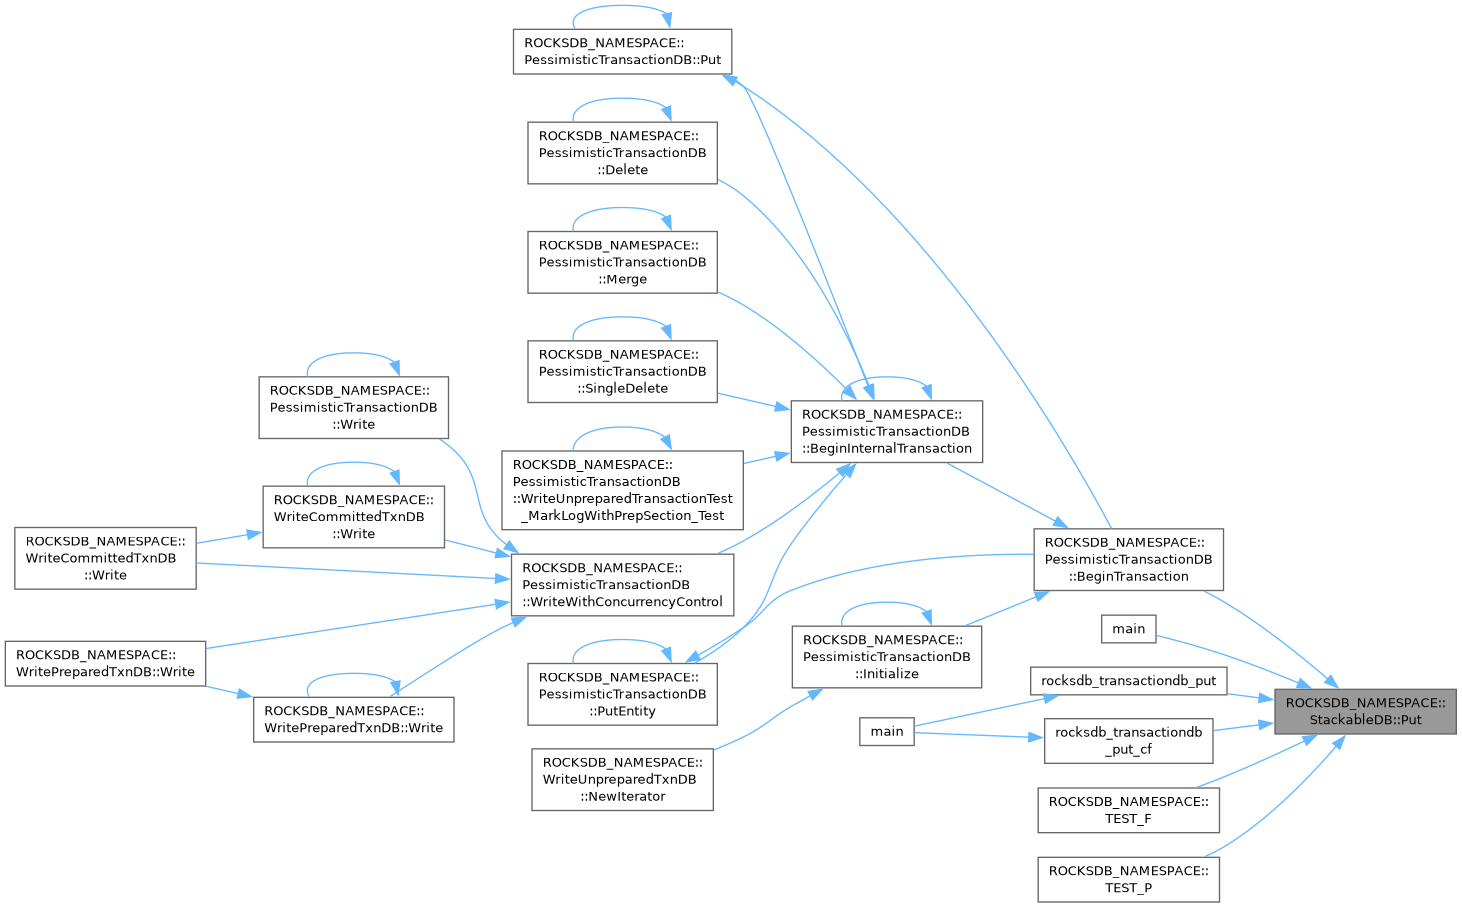 ROCKSDB_NAMESPACE::
PessimisticTransactionDB::Put
ROCKSDB_NAMESPACE::
PessimisticTransactionDB
::Delete
ROCKSDB_NAMESPACE::
PessimisticTransactionDB
::Merge
ROCKSDB_NAMESPACE::
PessimisticTransactionDB
::SingleDelete
ROCKSDB_NAMESPACE::
PessimisticTransactionDB
::Write
ROCKSDB_NAMESPACE::
PessimisticTransactionDB
::BeginInternalTransaction
ROCKSDB_NAMESPACE::
PessimisticTransactionDB
::WriteUnpreparedTransactionTest
_MarkLogWithPrepSection_Test
ROCKSDB_NAMESPACE::
WriteCommittedTxnDB
::Write
ROCKSDB_NAMESPACE::
WriteCommittedTxnDB
::Write
ROCKSDB_NAMESPACE::
PessimisticTransactionDB
::WriteWithConcurrencyControl
ROCKSDB_NAMESPACE::
PessimisticTransactionDB
::BeginTransaction
main
ROCKSDB_NAMESPACE::
WritePreparedTxnDB::Write
ROCKSDB_NAMESPACE::
WritePreparedTxnDB::Write
ROCKSDB_NAMESPACE::
PessimisticTransactionDB
::PutEntity
ROCKSDB_NAMESPACE::
PessimisticTransactionDB
::Initialize
rocksdb_transactiondb_put
ROCKSDB_NAMESPACE::
StackableDB::Put
main
rocksdb_transactiondb
_put_cf
ROCKSDB_NAMESPACE::
WriteUnpreparedTxnDB
::NewIterator
ROCKSDB_NAMESPACE::
TEST_F
ROCKSDB_NAMESPACE::
TEST_P